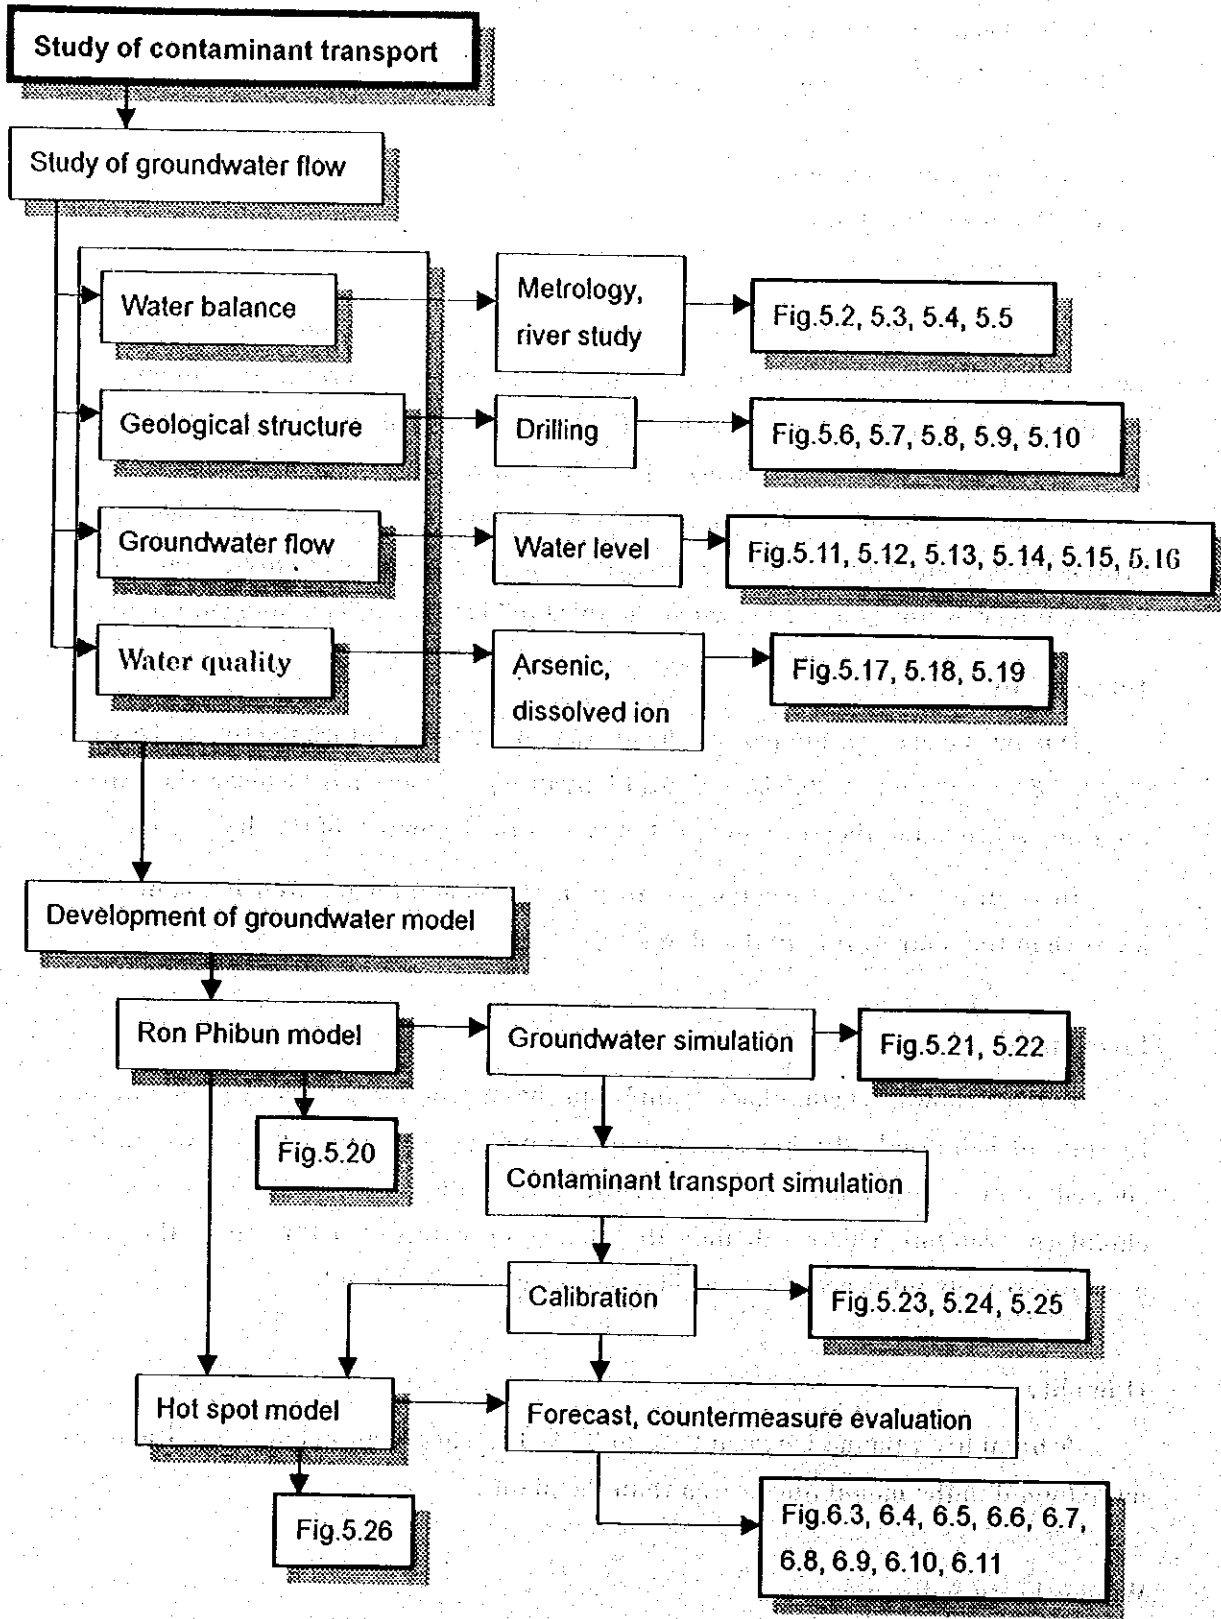 Study of contaminant transport
Study of groundwater flow
Water balance
Metrology,
river study
Fig.5.2, 5.3, 5.4, 5.5
Geological structure
Drilling
Fig.5.6, 5.7, 5.8, 5.9, 5.10
Groundwater flow
Water level
Fig.5.11, 5.12, 5.13, 5.14, 5.15, 5.16
Water quality
Arsenic,
dissolved ion
Fig.5.17, 5.18, 5.19
Development of groundwater model
Ron Phibun model
Groundwater simulation
Fig.5.21, 5.22
Fig.5.20
Contaminant transport simulation
Calibration
Fig.5.23, 5.24, 5.25
Hot spot model
Forecast, countermeasure evaluation
Fig.5.26
Fig.6.3, 6.4, 6.5, 6.6, 6.7,
6.8, 6.9, 6.10, 6.11